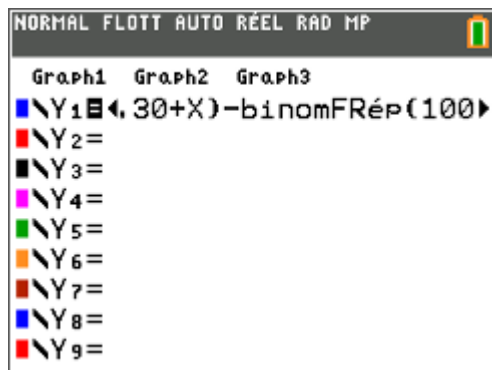 NORMAL FLOTT AUTO RÉEL RAD MP
Graph1 Graph2 Graph3
\Y1=◄,30+X)-binomFRép(100►
\Y2=
\Y3=
\Y4=
\Y5=
\Y6=
\Y7=
\Y8=
\Y9=